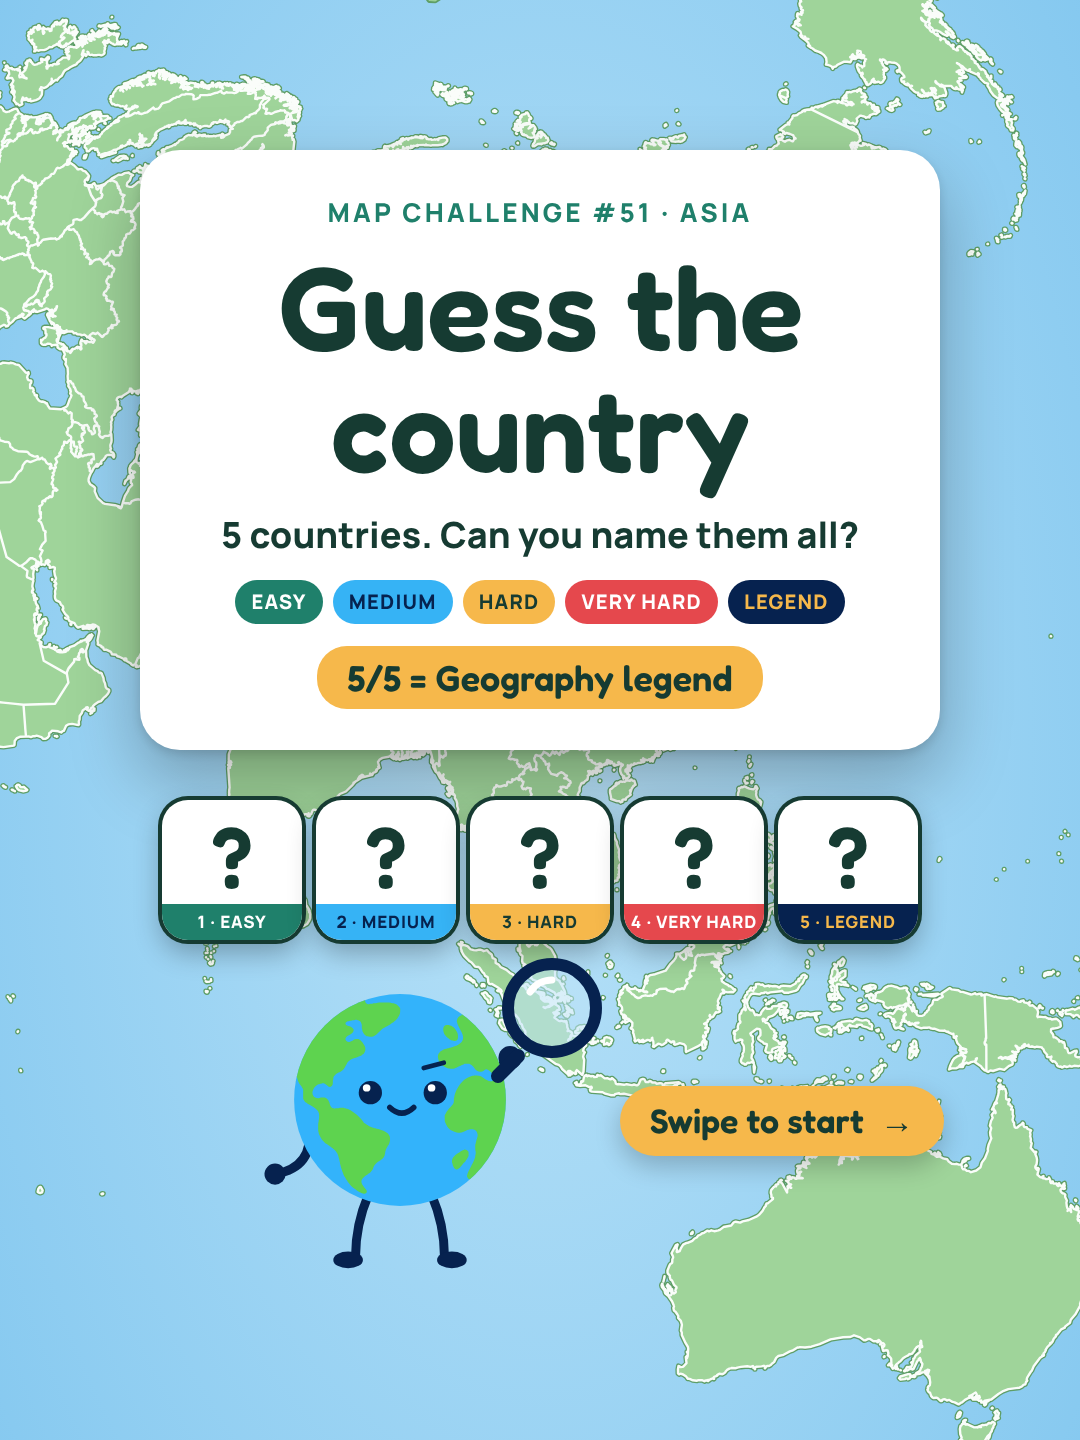 MAP CHALLENGE #51 · ASIA
Guess the
country
5 countries. Can you name them all?
EASY MEDIUM HARD VERY HARD LEGEND
5/5 = Geography legend
? ? ? ? ?
1 · EASY 2 · MEDIUM 3 · HARD 4 · VERY HARD 5 · LEGEND
Swipe to start →